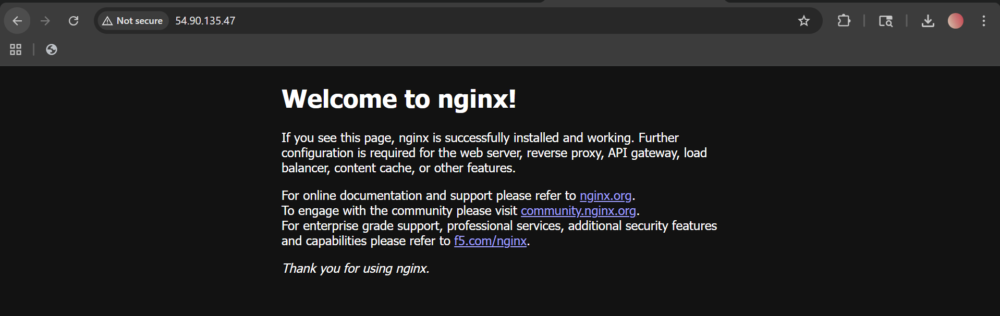 Not secure
54.90.135.47
Welcome to nginx!
If you see this page, nginx is successfully installed and working. Further
configuration is required for the web server, reverse proxy, API gateway, load
balancer, content cache, or other features.
For online documentation and support please refer to nginx.org.
To engage with the community please visit community.nginx.org.
For enterprise grade support, professional services, additional security features
and capabilities please refer to f5.com/nginx.
Thank you for using nginx.